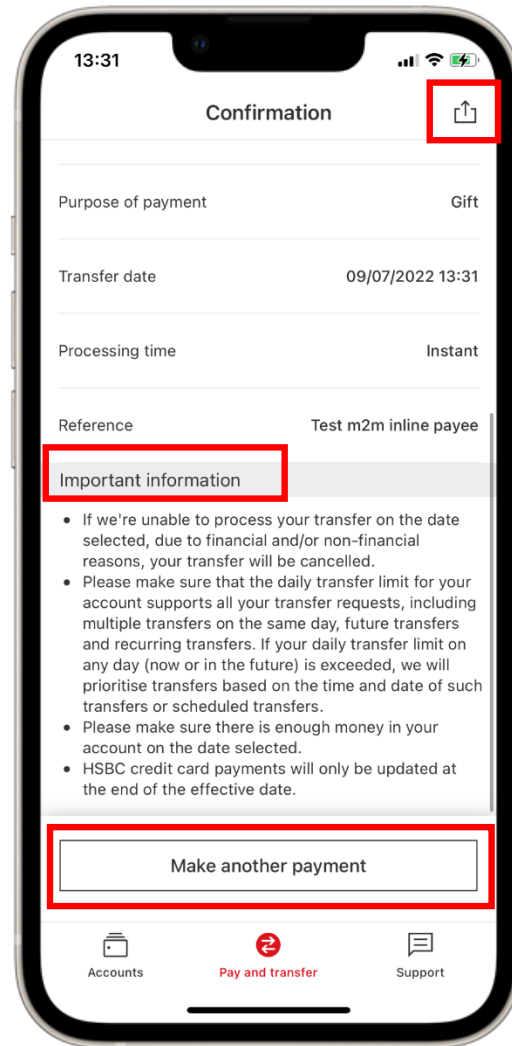 13:31
Confirmation
Purpose of payment Gift
Transfer date 09/07/2022 13:31
Processing time Instant
Reference Test m2m inline payee
Important information
• If we're unable to process your transfer on the date
selected, due to financial and/or non-financial
reasons, your transfer will be cancelled.
• Please make sure that the daily transfer limit for your
account supports all your transfer requests, including
multiple transfers on the same day, future transfers
and recurring transfers. If your daily transfer limit on
any day (now or in the future) is exceeded, we will
prioritise transfers based on the time and date of such
transfers or scheduled transfers.
• Please make sure there is enough money in your
account on the date selected.
• HSBC credit card payments will only be updated at
the end of the effective date.
Make another payment
Accounts Pay and transfer Support